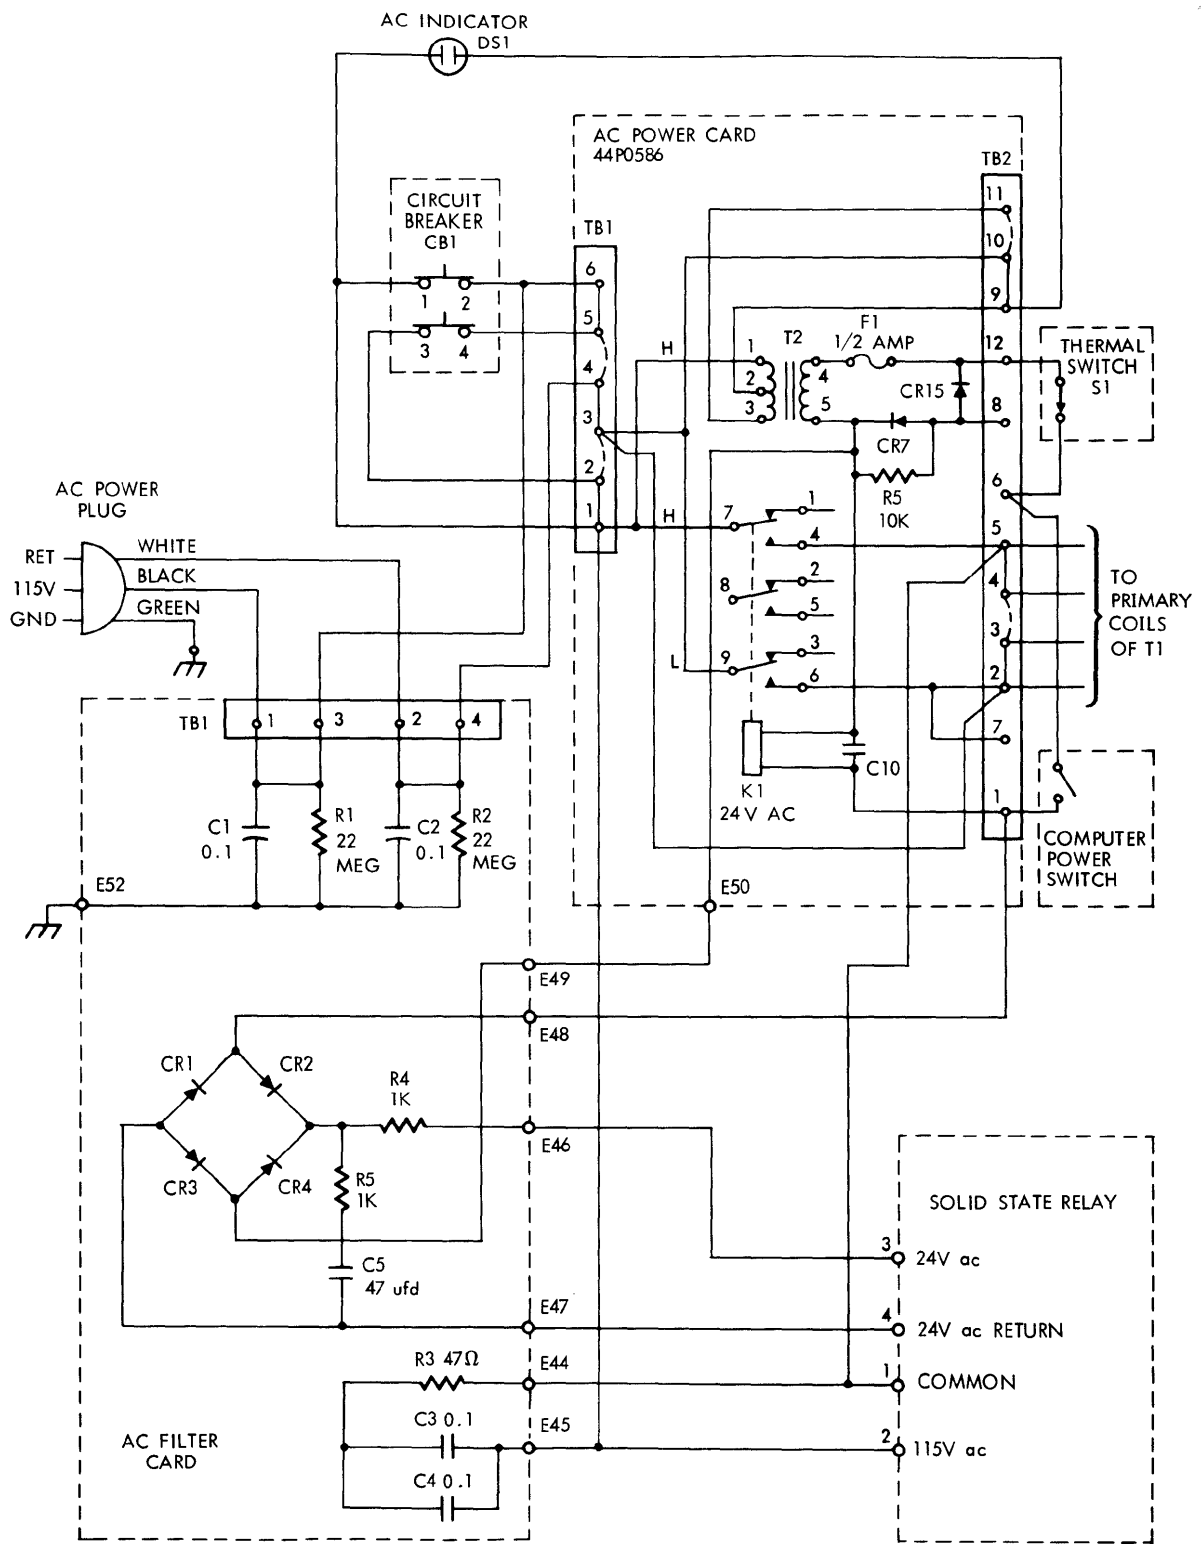 AC INDICATOR
DS1
AC POWER CARD
44P0586
TB2
11
10
9
12
8
6
5
4
3
2
7
1
CIRCUIT
BREAKER
CB1
1 2
3 4
TB1
6
5
4
3
2
1
H
H
L
T2
1
2
3
4
5
F1
1/2 AMP
CR15
CR7
R5
10K
THERMAL
SWITCH
S1
7
1
4
8
2
5
9
3
6
K1
24V AC
C10
TO
PRIMARY
COILS
OF T1
COMPUTER
POWER
SWITCH
AC POWER
PLUG
RET
115V
GND
WHITE
BLACK
GREEN
TB1
1 3 2 4
C1
0.1
R1
22
MEG
C2
0.1
R2
22
MEG
E52
E50
E49
E48
CR1
CR2
CR3
CR4
R4
1K
R5
1K
E46
C5
47 ufd
E47
R3 47Ω
E44
C3 0.1
E45
C4 0.1
AC FILTER
CARD
SOLID STATE RELAY
3 24V ac
4 24V ac RETURN
1 COMMON
2 115V ac